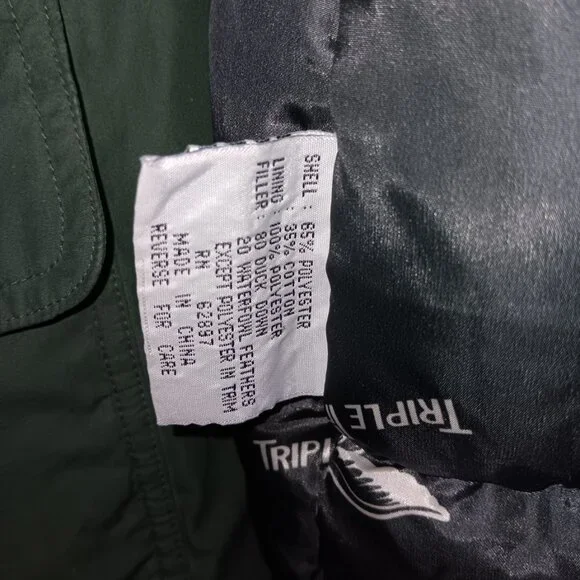 SHELL : 65% POLYESTER
35% COTTON
LINING : 100% POLYESTER
FILLER : 80 DUCK DOWN
20 WATERFOWL FEATHERS
EXCEPT POLYESTER IN TRIM
RN 62897
MADE IN CHINA
REVERSE FOR CARE
TRIPLE